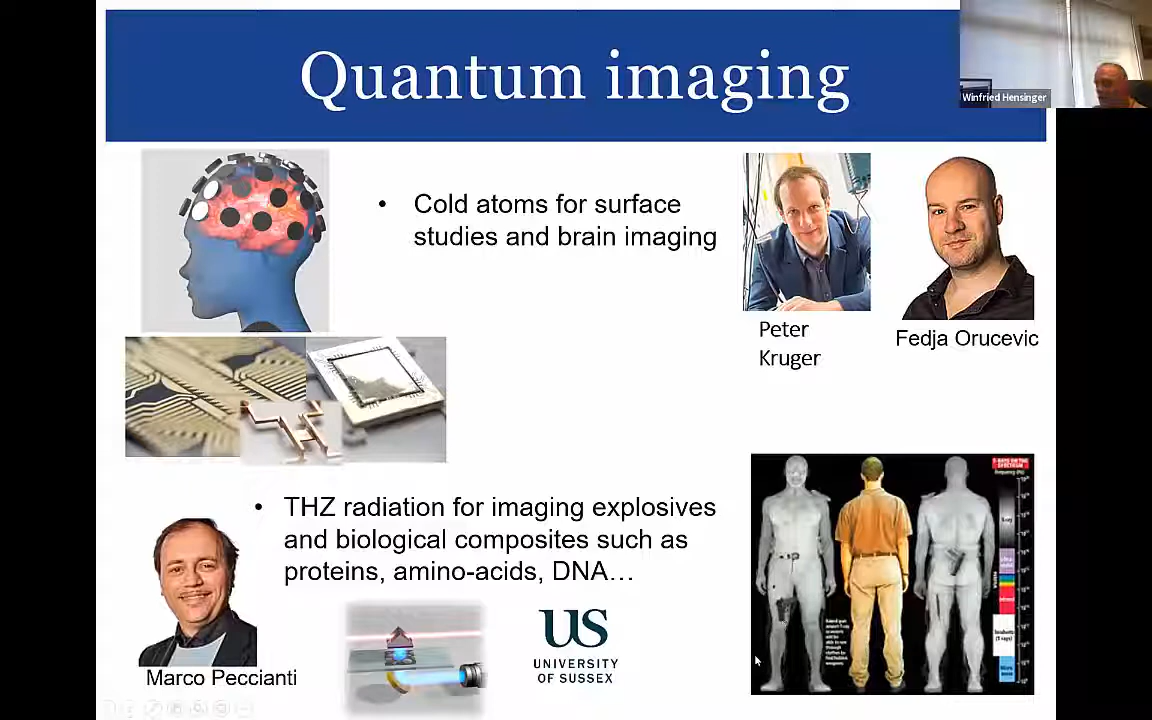 Quantum imaging
Winfried Hensinger
• Cold atoms for surface
studies and brain imaging
Peter
Kruger
Fedja Orucevic
• THZ radiation for imaging explosives
and biological composites such as
proteins, amino-acids, DNA...
Marco Peccianti
US
UNIVERSITY
OF SUSSEX